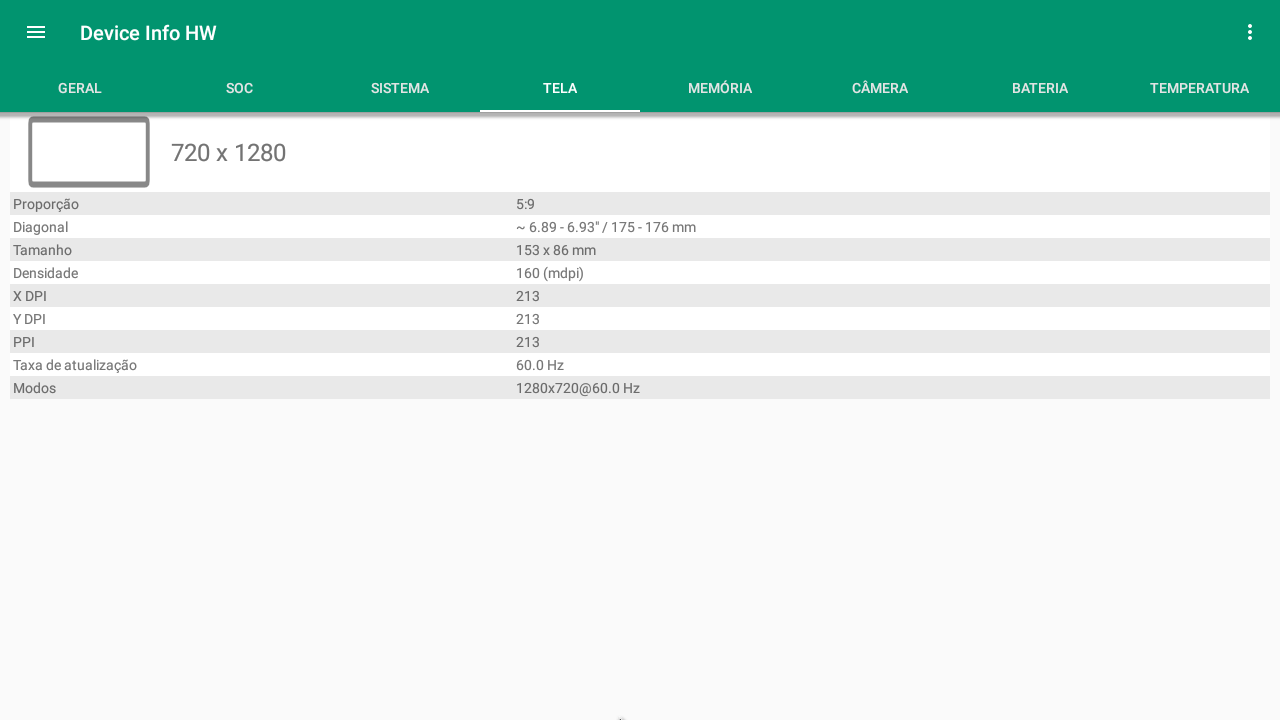 Device Info HW
GERAL SOC SISTEMA TELA MEMÓRIA CÂMERA BATERIA TEMPERATURA
720 x 1280
Proporção 5:9
Diagonal ~ 6.89 - 6.93" / 175 - 176 mm
Tamanho 153 x 86 mm
Densidade 160 (mdpi)
X DPI 213
Y DPI 213
PPI 213
Taxa de atualização 60.0 Hz
Modos 1280x720@60.0 Hz